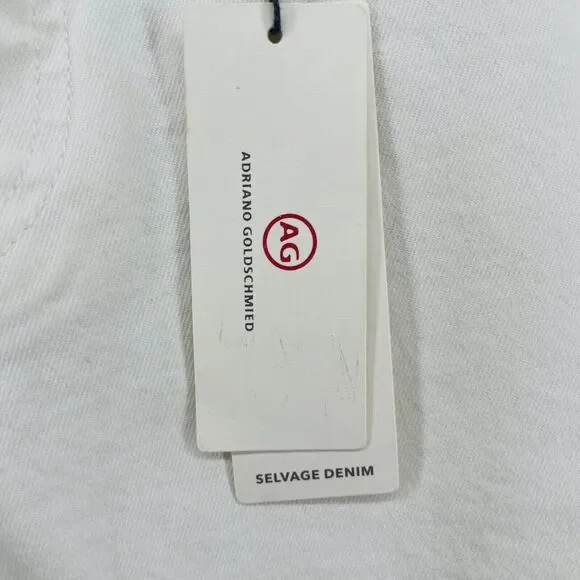 AG
ADRIANO GOLDSCHMIED
SELVAGE DENIM